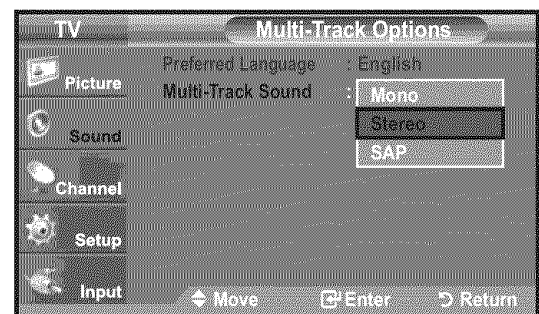 TV
Multi-Track Options
Preferred Language : English
Multi-Track Sound : Mono
Stereo
SAP
Picture
Sound
Channel
Setup
Input
Move Enter Return